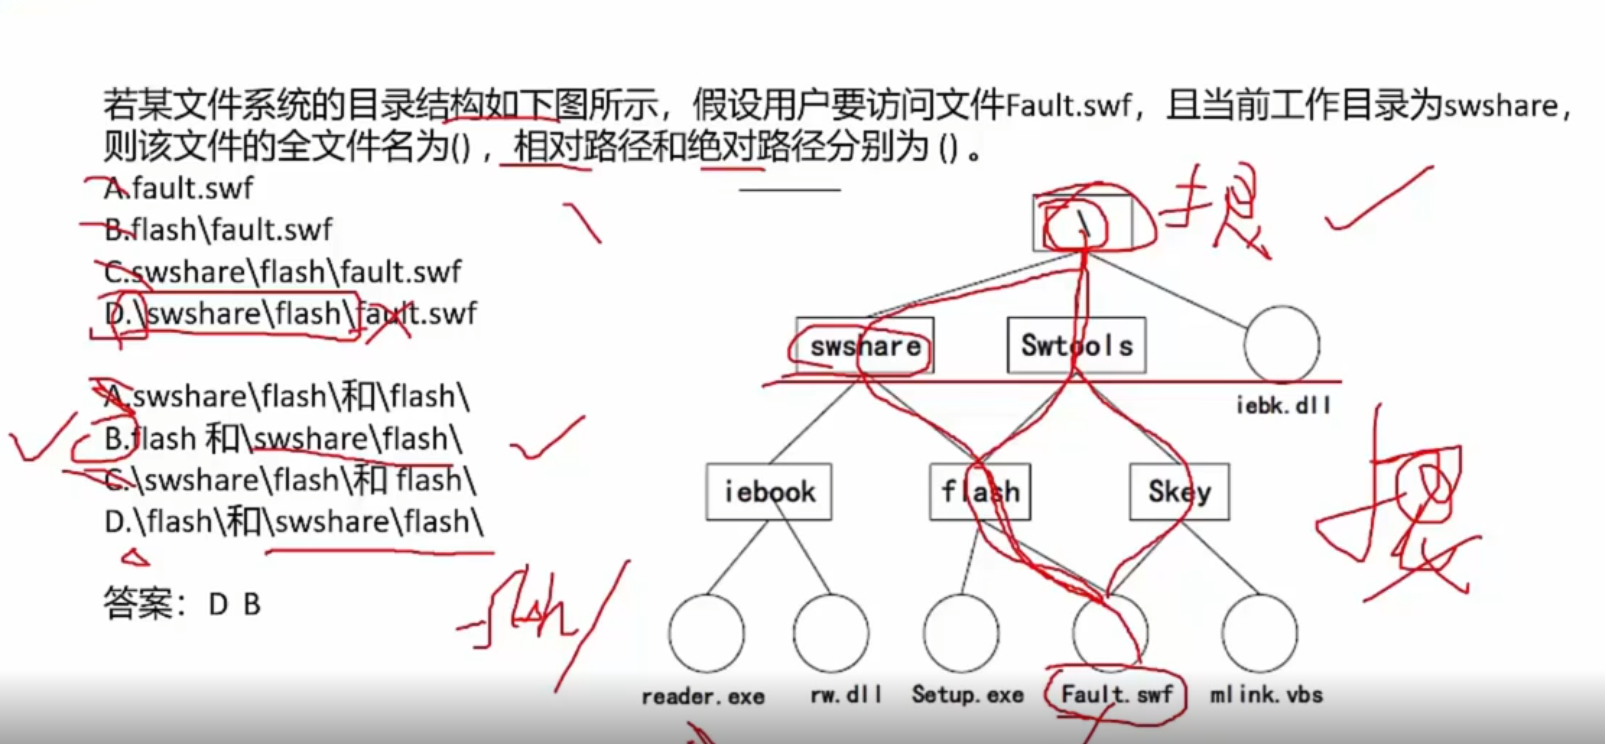 若某文件系统的目录结构如下图所示，假设用户要访问文件Fault.swf，且当前工作目录为swshare，
则该文件的全文件名为()，相对路径和绝对路径分别为 ()。
A.fault.swf
B.flash\fault.swf
C.swshare\flash\fault.swf
D.\swshare\flash\fault.swf
A.swshare\flash\和\flash\
B.flash 和\swshare\flash\
C.\swshare\flash\和 flash\
D.\flash\和\swshare\flash\
答案：D B
\
swshare
Swtools
iebk.dll
iebook
flash
Skey
reader.exe
rw.dll
Setup.exe
Fault.swf
mlink.vbs
根